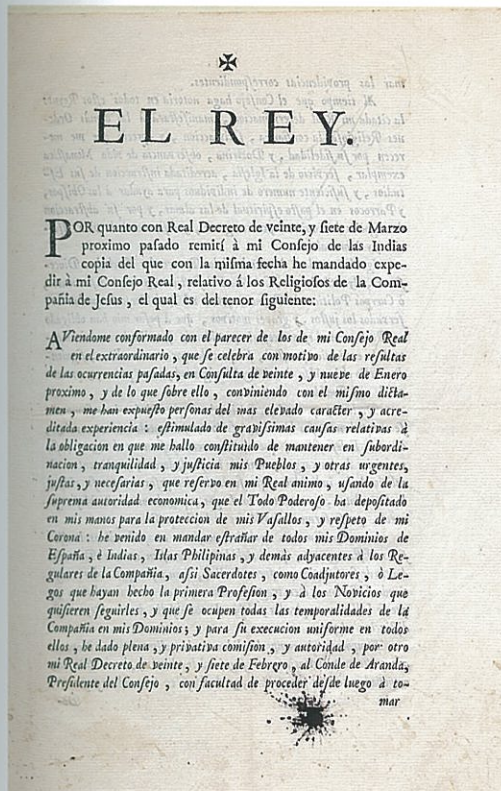 EL REY.
POR quanto con Real Decreto de veinte, y siete de Marzo
proximo pasado remitì à mi Consejo de las Indias
copia del que con la misma fecha he mandado expe-
dir à mi Consejo Real, relativo á los Religiosos de la Com-
pañia de Jesus, el qual es del tenor siguiente:
AViendome conformado con el parecer de los de mi Consejo Real
en el extraordinario, que se celebra con motivo de las resultas
de las ocurrencias pasadas, en Consulta de veinte, y nueve de Enero
proximo, y de lo que sobre ello, conviniendo con el mismo dicta-
men, me han expuesto personas del mas elevado caracter, y acre-
ditada experiencia: estimulado de gravissimas causas relativas à
la obligacion en que me hallo constituìdo de mantener en subordi-
nacion, tranquilidad, y justicia mis Pueblos, y otras urgentes,
justas, y necesarias, que reservo en mi Real animo, usando de la
suprema autoridad economica, que el Todo Poderoso ha depositado
en mis manos para la proteccion de mis Vasallos, y respeto de mi
Corona: he venido en mandar estrañar de todos mis Dominios de
España, è Indias, Islas Philipinas, y demàs adyacentes à los Re-
gulares de la Compañia, assi Sacerdotes, como Coadjutores, ò Le-
gos que hayan hecho la primera Profesion, y à los Novicios que
quisieren seguirles, y que se ocupen todas las temporalidades de la
Compañia en mis Dominios; y para su execucion uniforme en todos
ellos, he dado plena, y privativa comision, y autoridad, por otro
mi Real Decreto de veinte, y siete de Febrero, al Conde de Aranda,
Presidente del Consejo, con facultad de proceder desde luego à to-
mar